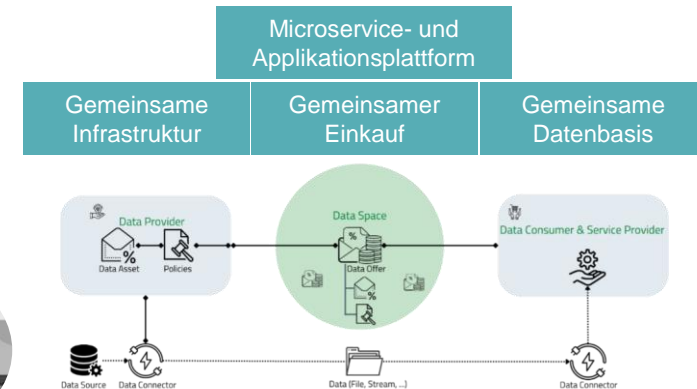 Microservice- und
Applikationsplattform
Gemeinsame
Infrastruktur
Gemeinsamer
Einkauf
Gemeinsame
Datenbasis
Data Provider
Data Asset
Policies
Data Space
Data Offer
Data Consumer & Service Provider
Data Source
Data Connector
Data (File, Stream, ...)
Data Connector